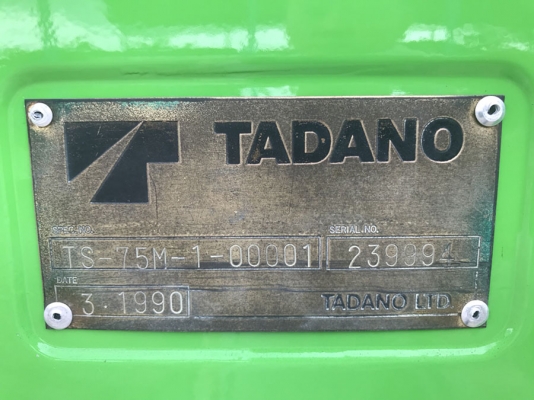 TADANO
SERIAL NO.
TS-75M-1-00001 239894
DATE
3・1990 TADANO LTD